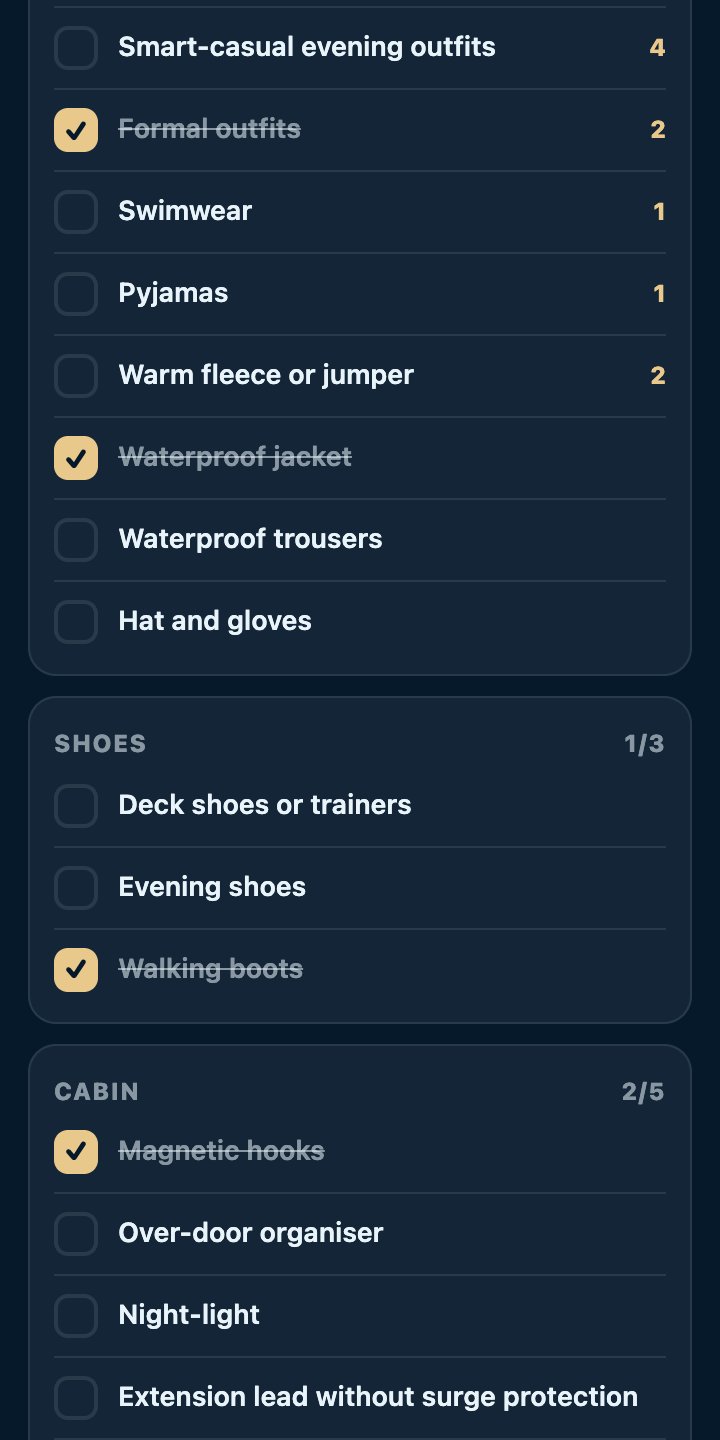 Smart-casual evening outfits 4
Formal outfits 2
Swimwear 1
Pyjamas 1
Warm fleece or jumper 2
Waterproof jacket
Waterproof trousers
Hat and gloves
SHOES 1/3
Deck shoes or trainers
Evening shoes
Walking boots
CABIN 2/5
Magnetic hooks
Over-door organiser
Night-light
Extension lead without surge protection